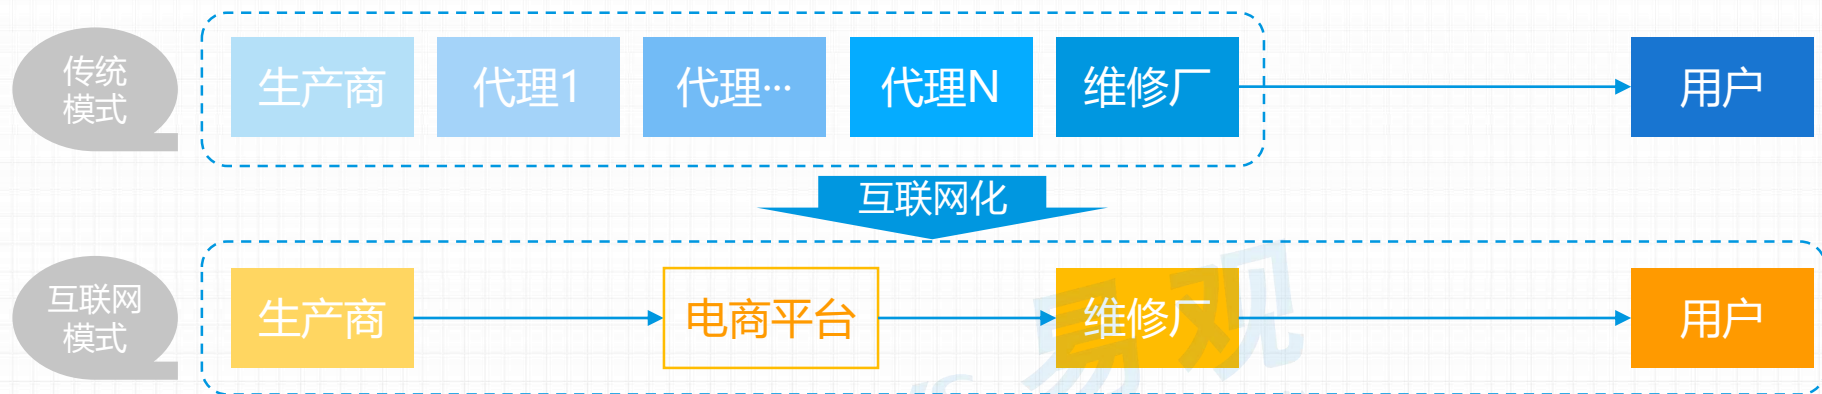 传统
模式
生产商
代理1
代理…
代理N
维修厂
用户
互联网化
互联网
模式
生产商
电商平台
维修厂
用户
易观